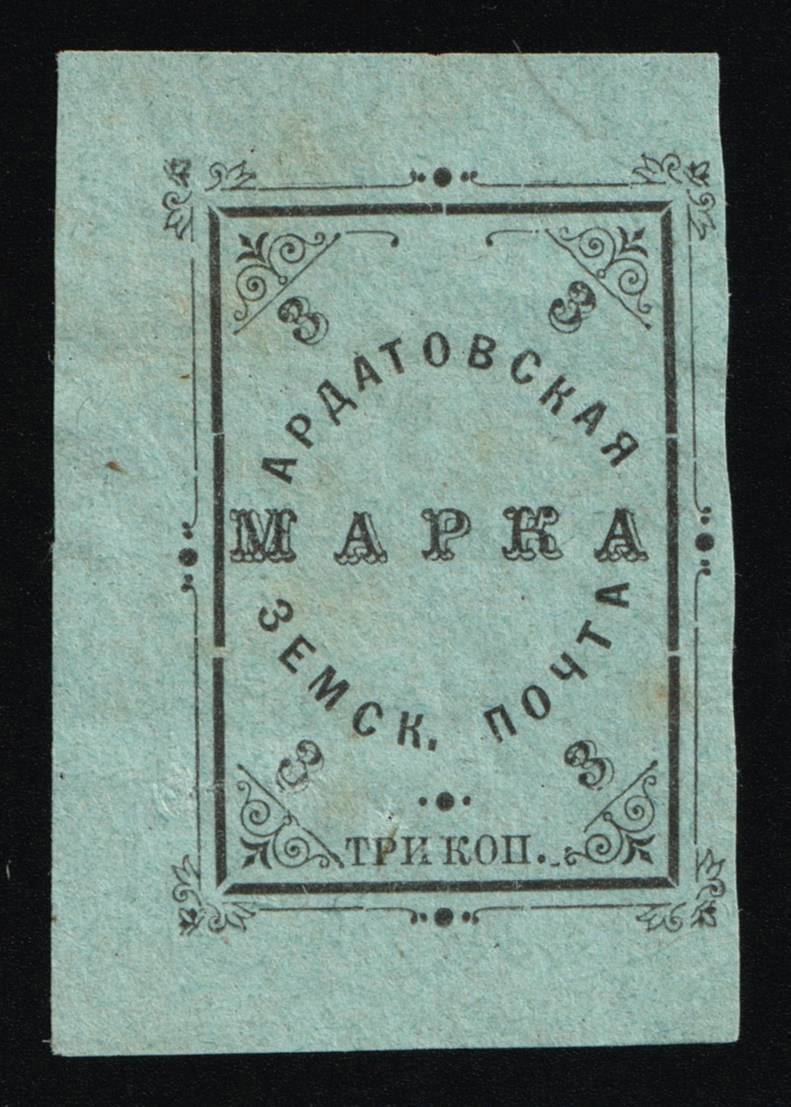 3 3
АРДАТОВСКАЯ
МАРКА
ЗЕМСК. ПОЧТА
3 3
ТРИ КОП.